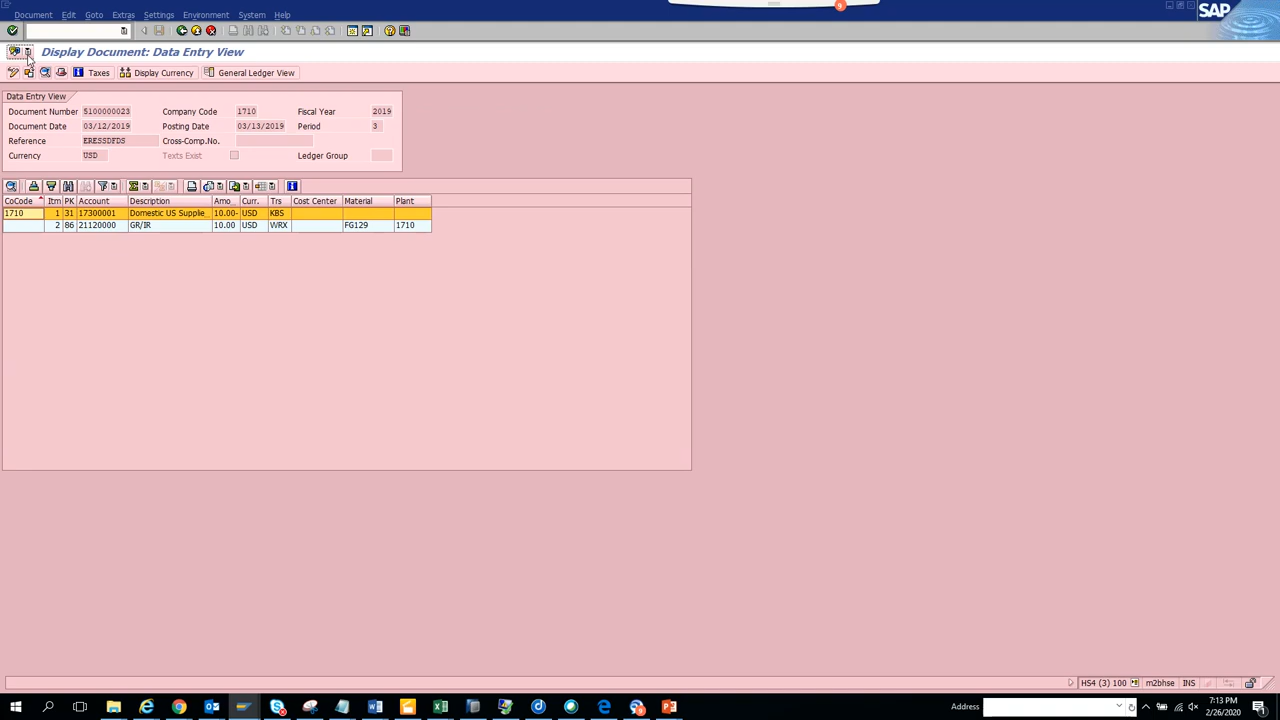 9
Document Edit Goto Extras Settings Environment System Help
SAP
Display Document: Data Entry View
Taxes Display Currency General Ledger View
Data Entry View
Document Number 5100000023 Company Code 1710 Fiscal Year 2019
Document Date 03/12/2019 Posting Date 03/13/2019 Period 3
Reference ERESSDFDS Cross-Comp.No.
Currency USD Texts Exist Ledger Group
CoCode Itm PK Account Description Amo_ Curr. Trs Cost Center Material Plant
1710 1 31 17300001 Domestic US Supplie_ 10.00- USD KBS
2 86 21120000 GR/IR 10.00 USD WRX FG129 1710
HS4 (3) 100 m2bhse INS
Address
7:13 PM
2/26/2020